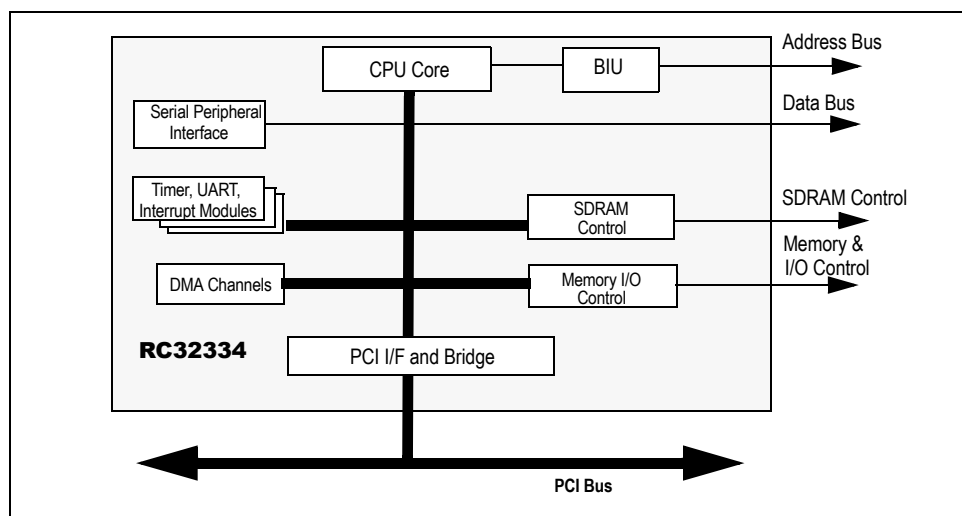 Address Bus
CPU Core
BIU
Data Bus
Serial Peripheral
Interface
Timer, UART,
Interrupt Modules
SDRAM
Control
SDRAM Control
Memory &
I/O Control
DMA Channels
Memory I/O
Control
RC32334
PCI I/F and Bridge
PCI Bus